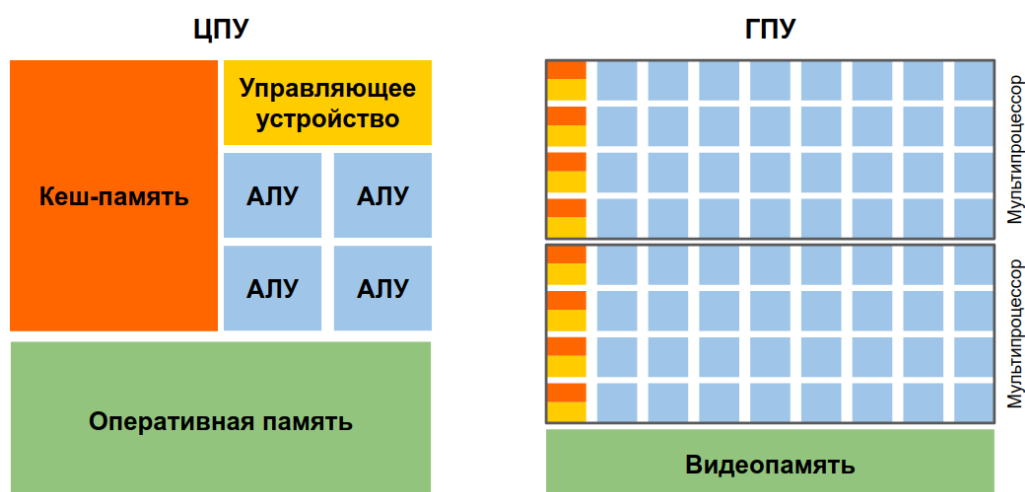 ЦПУ
Кеш-память
Управляющее
устройство
АЛУ АЛУ
АЛУ АЛУ
Оперативная память
ГПУ
Мультипроцессор
Мультипроцессор
Видеопамять